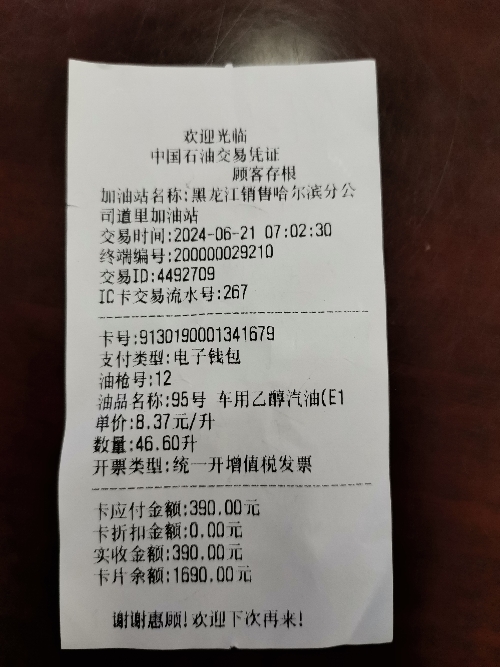 欢迎光临
中国石油交易凭证
顾客存根
加油站名称:黑龙江销售哈尔滨分公
司道里加油站
交易时间:2024-06-21 07:02:30
终端编号:200000029210
交易ID:4492709
IC卡交易流水号:267
卡号:9130190001341679
支付类型:电子钱包
油枪号:12
油品名称:95号 车用乙醇汽油(E1
单价:8.37元/升
数量:46.60升
开票类型:统一开增值税发票
卡应付金额:390.00元
卡折扣金额:0.00元
实收金额:390.00元
卡片余额:1690.00元
谢谢惠顾!欢迎下次再来!